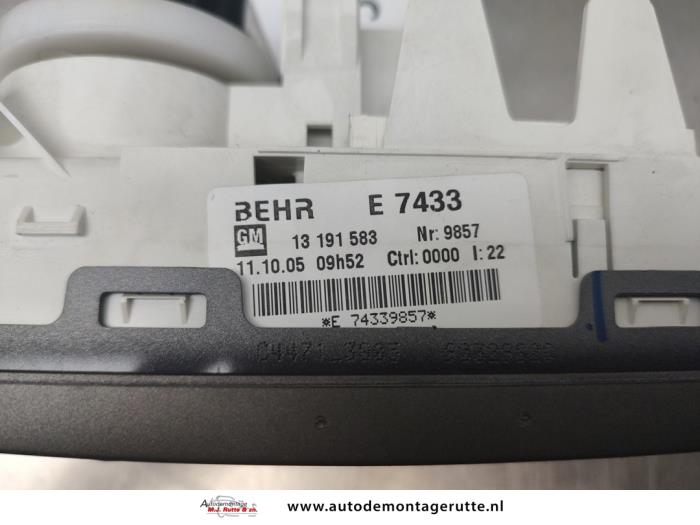 BEHR E 7433
GM 13 191 583 Nr: 9857
11.10.05 09h52 Ctrl: 0000 I: 22
*E 74339857*
Autodemontage
M.J. Rutte & zn.
www.autodemontagerutte.nl